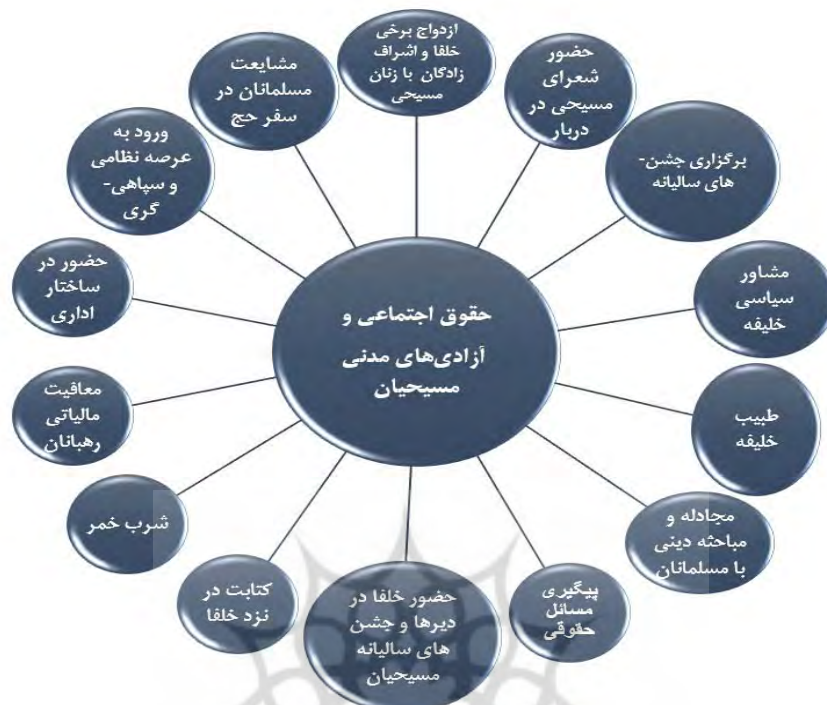 حقوق اجتماعی و
آزادی‌های مدنی
مسیحیان
ازدواج برخی
خلفا و اشراف
زادگان با زنان
مسیحی
حضور
شعرای
مسیحی در
دربار
برگزاری جشن-
های سالیانه
مشاور
سیاسی
خلیفه
طبیب
خلیفه
مجادله و
مباحثه دینی
با مسلمانان
پیگیری
مسائل
حقوقی
حضور خلفا در
دیرها و جشن
های سالیانه
مسیحیان
کتابت در
نزد خلفا
شرب خمر
معافیت
مالیاتی
رهبانان
حضور در
ساختار
اداری
ورود به
عرصه نظامی
و سپاهی-
گری
مشایعت
مسلمانان در
سفر حج